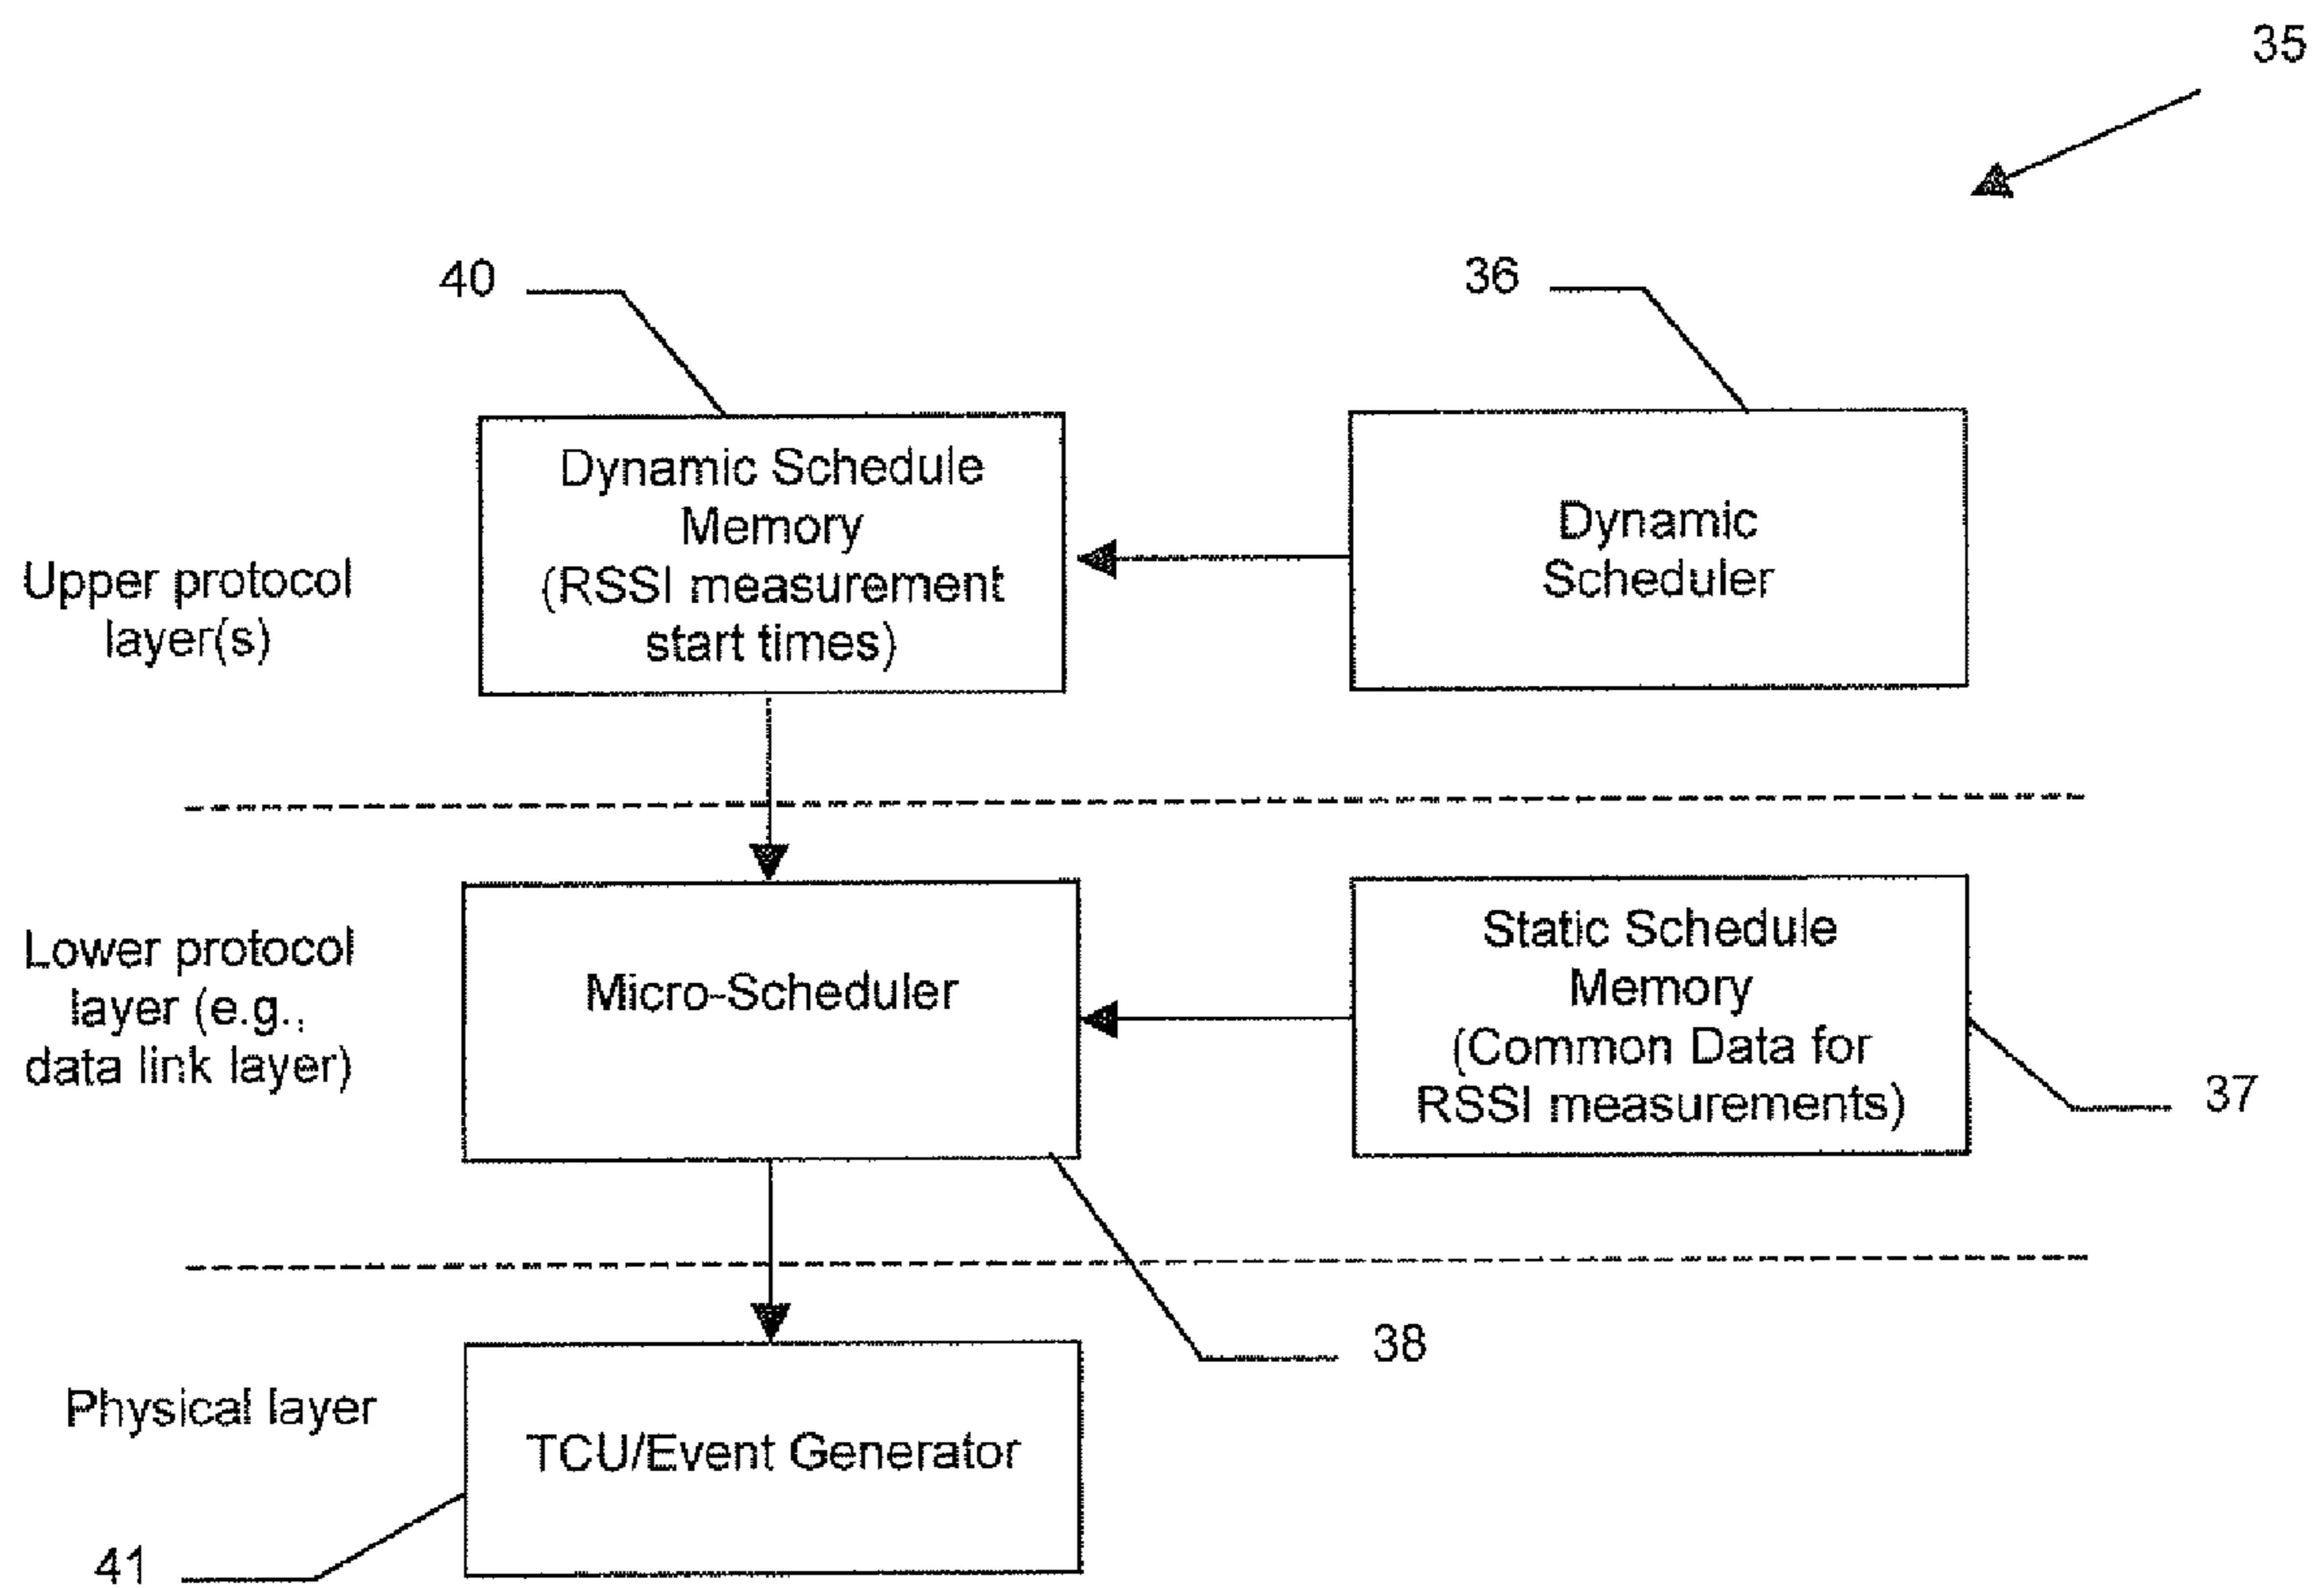 35
40
36
Dynamic Schedule
Memory
(RSSI measurement
start times)
Dynamic
Scheduler
Upper protocol
layer(s)
Lower protocol
layer (e.g.,
data link layer)
Micro-Scheduler
Static Schedule
Memory
(Common Data for
RSSI measurements)
37
38
Physical layer
TCU/Event Generator
41